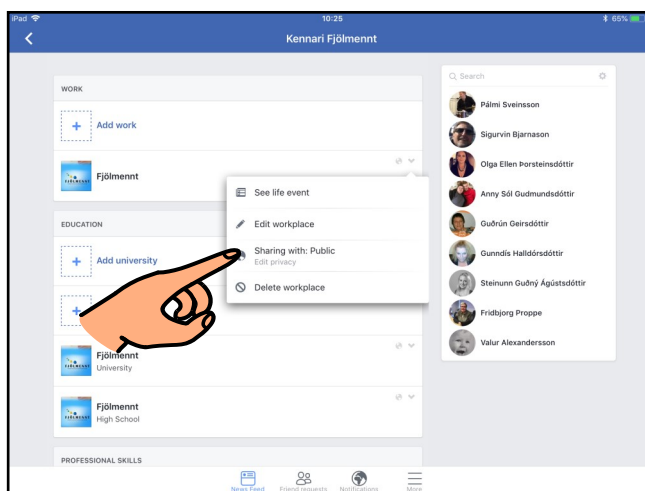 iPad
10:25
65%
Kennari Fjölmennt
WORK
Add work
Fjölmennt
EDUCATION
Add university
Fjölmennt
University
Fjölmennt
High School
PROFESSIONAL SKILLS
See life event
Edit workplace
Sharing with: Public
Edit privacy
Delete workplace
Search
Pálmi Sveinsson
Sigurvin Bjarnason
Olga Ellen Þorsteinsdóttir
Anny Sól Gudmundsdóttir
Guðrún Geirsdóttir
Gunndís Halldórsdóttir
Steinunn Guðný Ágústsdóttir
Fridbjorg Proppe
Valur Alexandersson
News Feed
Friend requests
Notifications
More